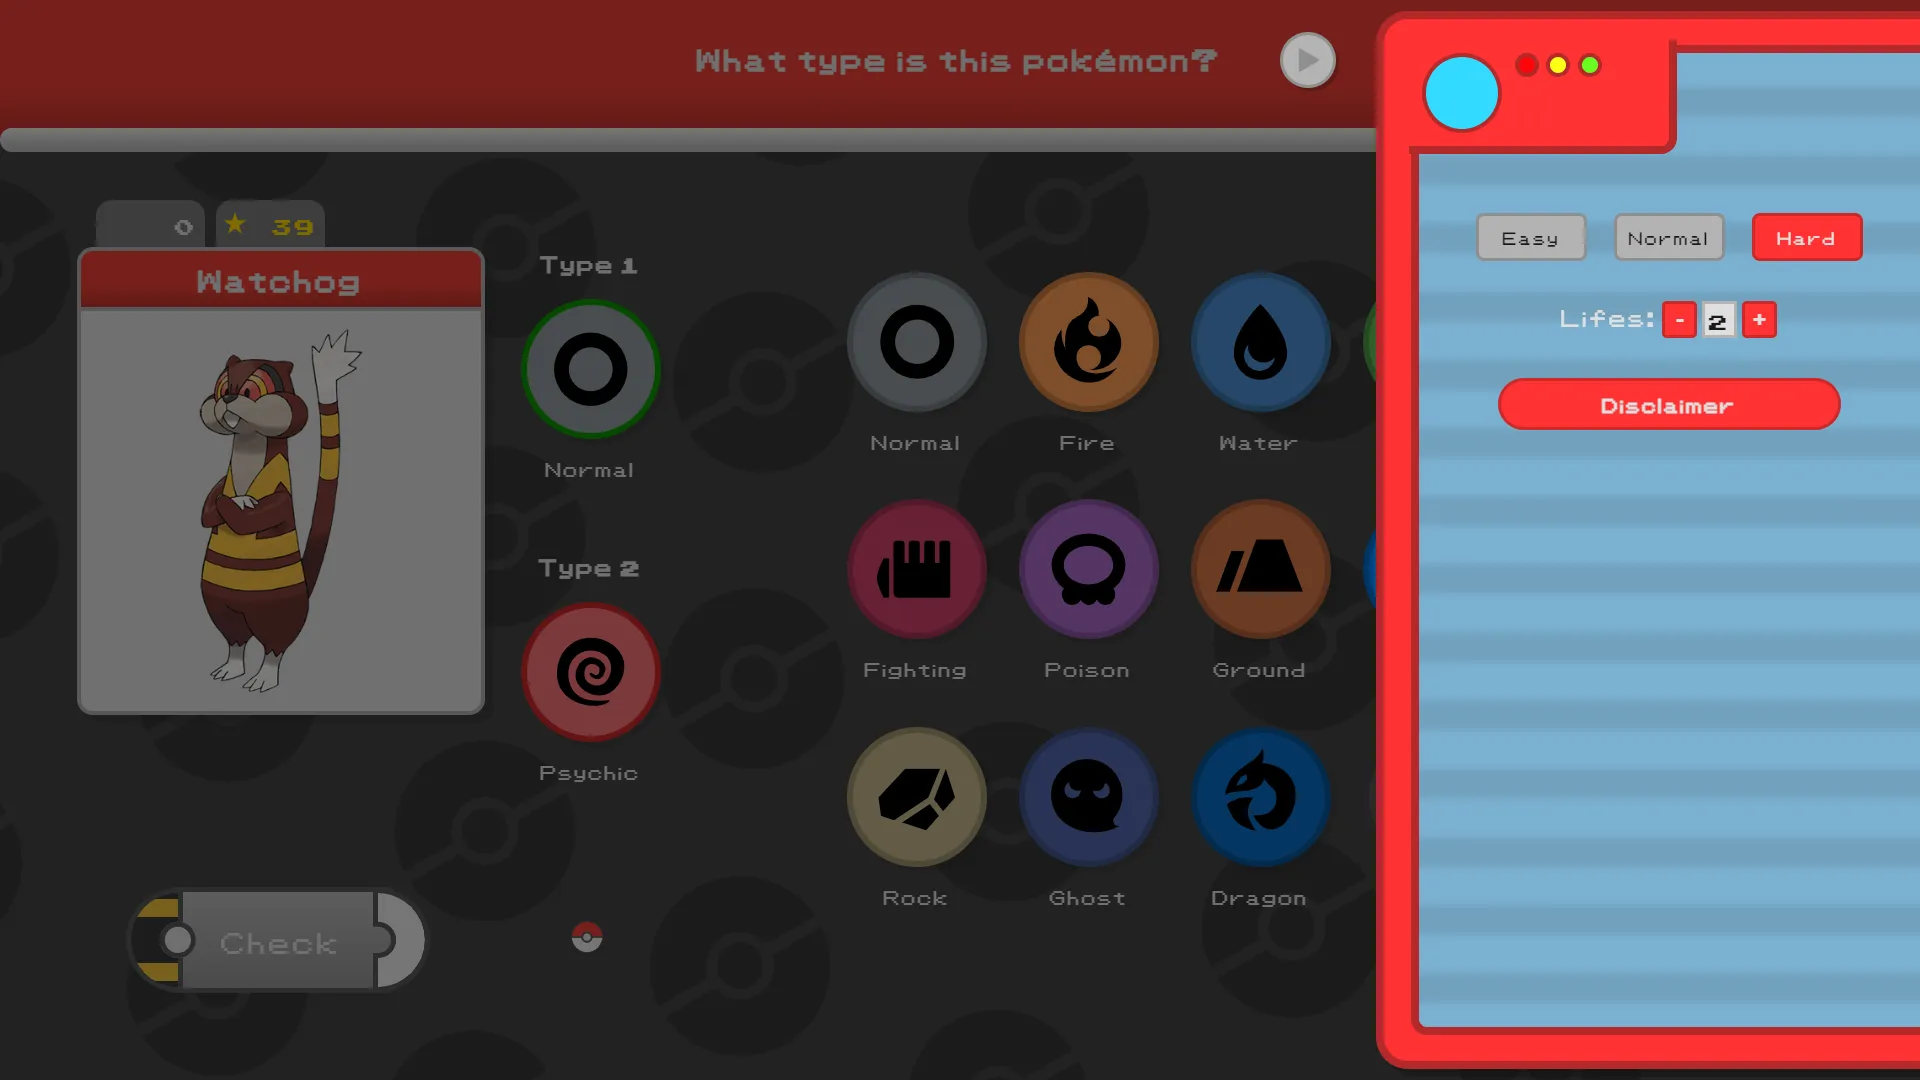 What type is this pokémon?
0
39
Watchog
Type 1
Normal
Type 2
Psychic
Check
Normal
Fire
Water
Fighting
Poison
Ground
Rock
Ghost
Dragon
Easy
Normal
Hard
Lifes: - 2 +
Disclaimer